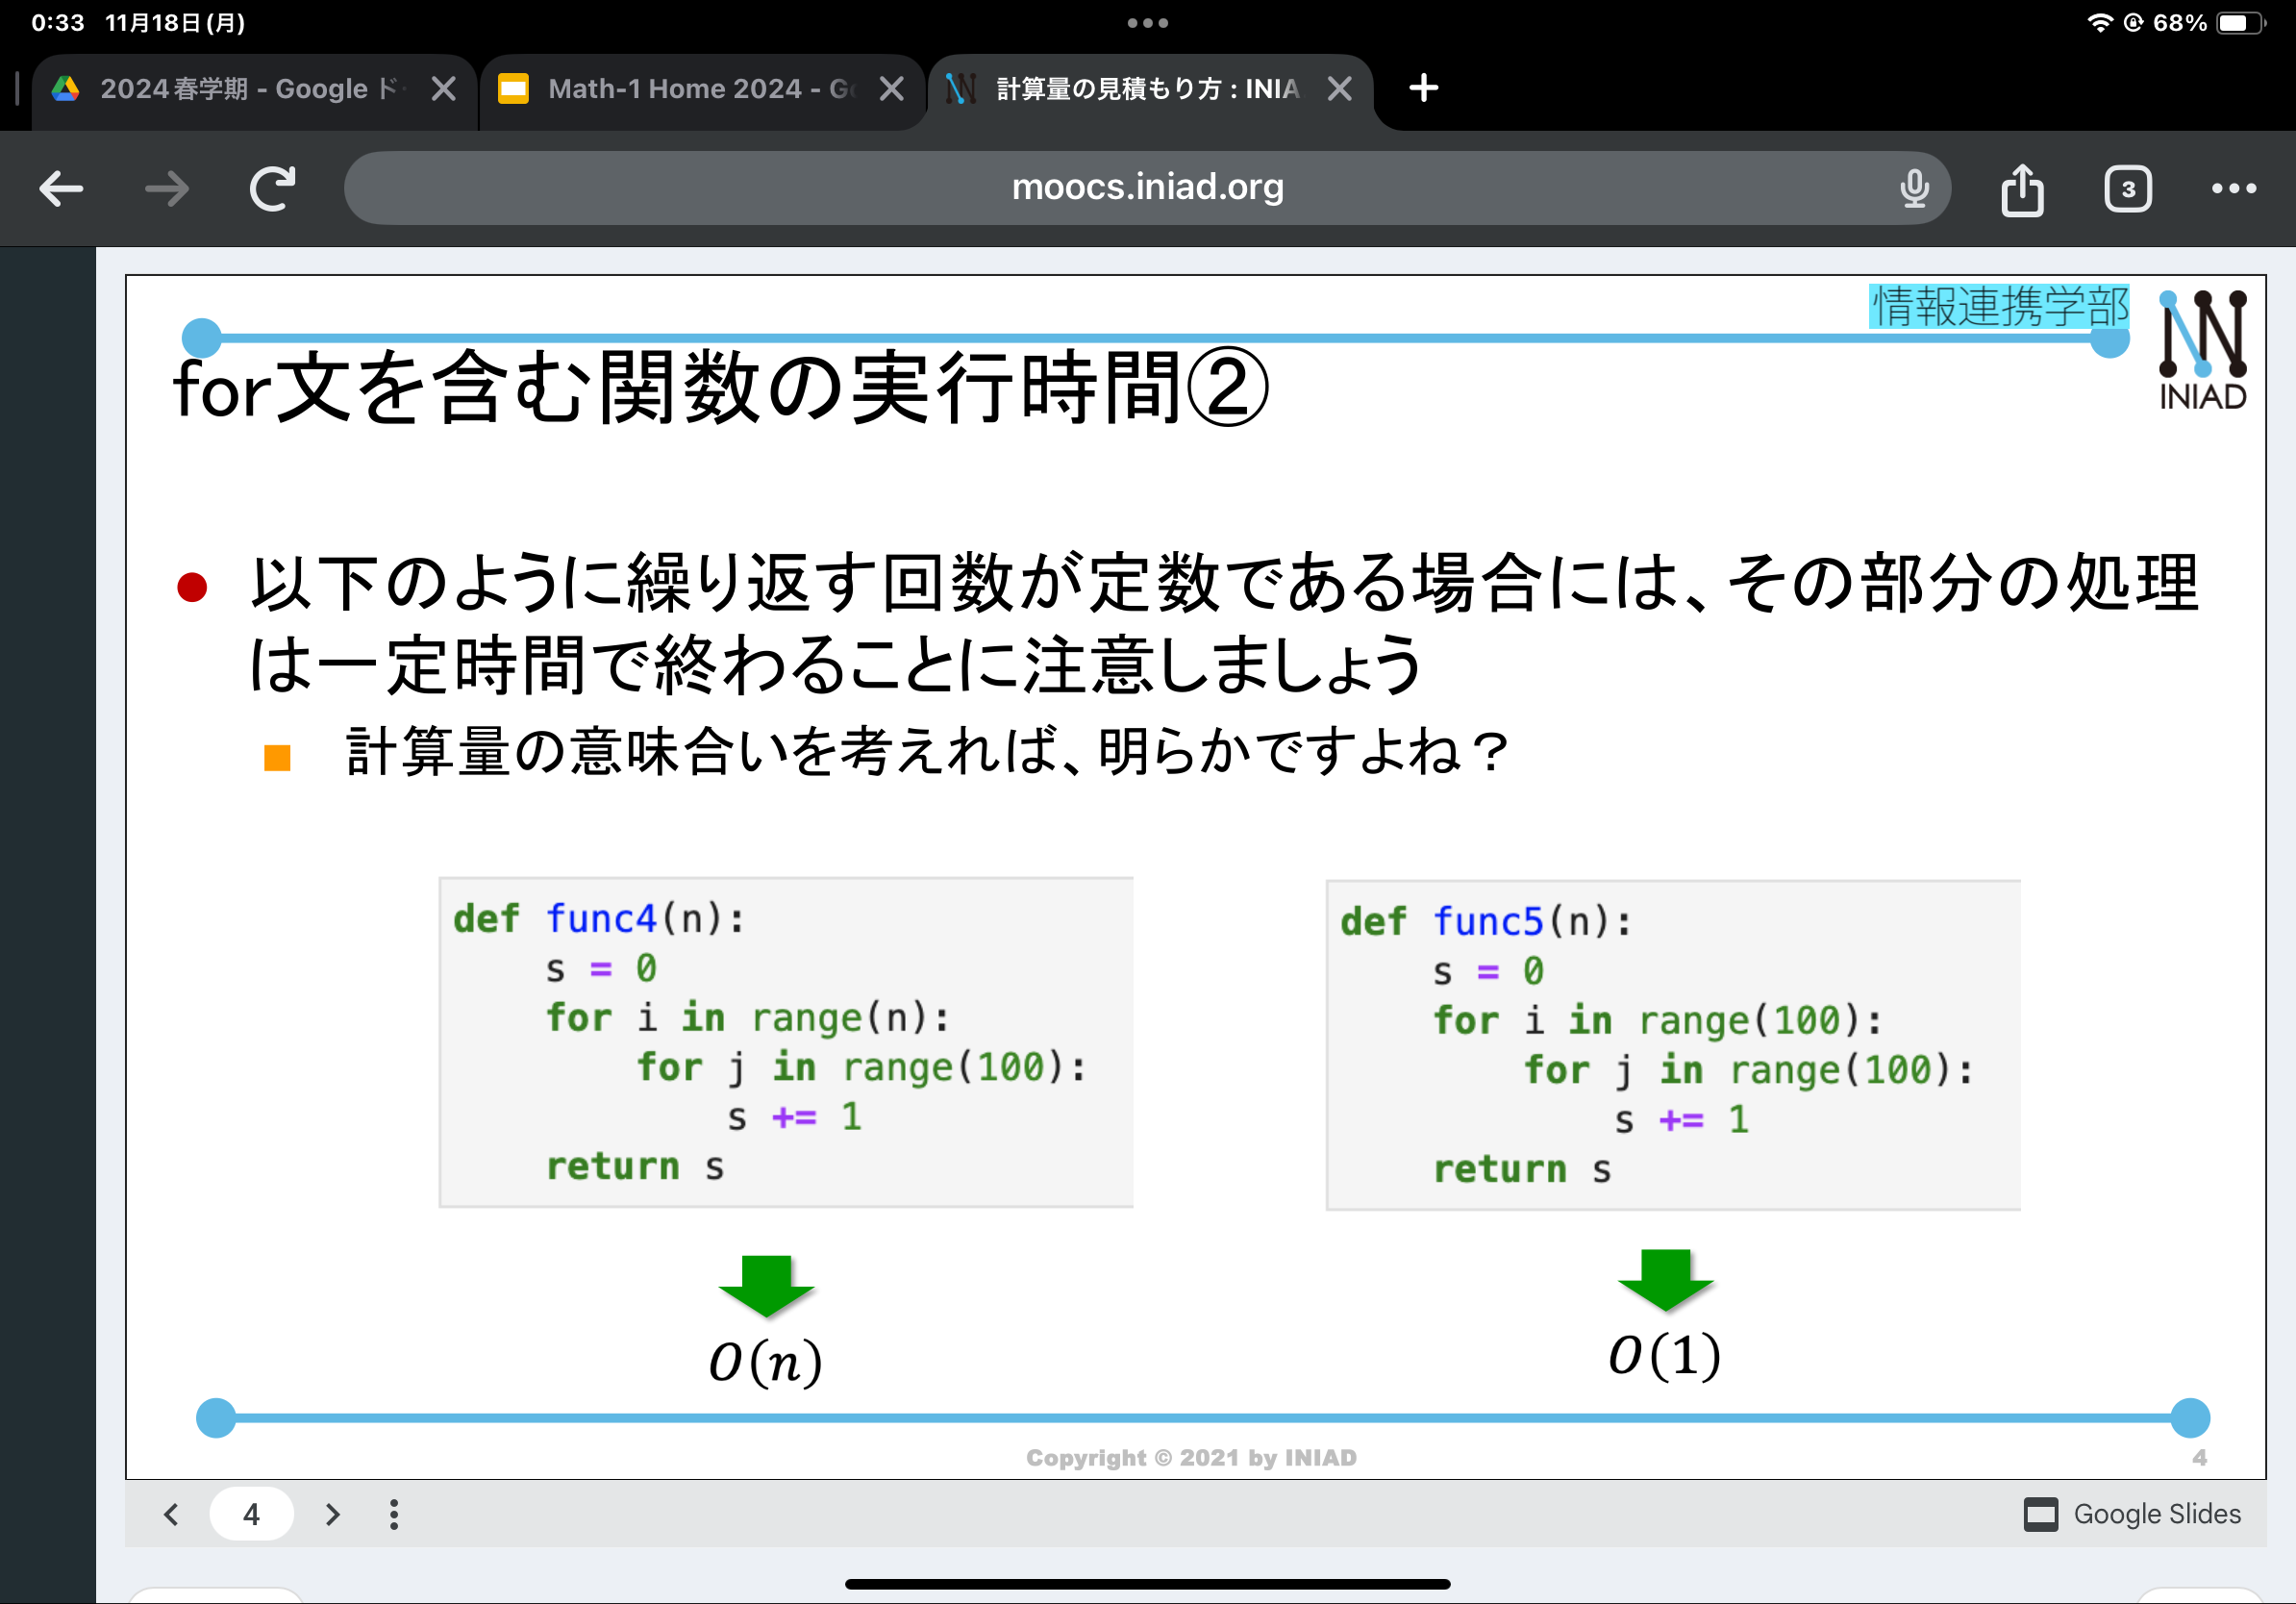 0:33 11月18日(月)
68%
2024春学期 - Google ド
Math-1 Home 2024 - G
計算量の見積もり方 : INIA
moocs.iniad.org
3
情報連携学部
INIAD
for文を含む関数の実行時間②
以下のように繰り返す回数が定数である場合には、その部分の処理
は一定時間で終わることに注意しましょう
計算量の意味合いを考えれば、明らかですよね？
def func4(n):
    s = 0
    for i in range(n):
        for j in range(100):
            s += 1
    return s
O(n)
def func5(n):
    s = 0
    for i in range(100):
        for j in range(100):
            s += 1
    return s
O(1)
Copyright © 2021 by INIAD
4
4
Google Slides